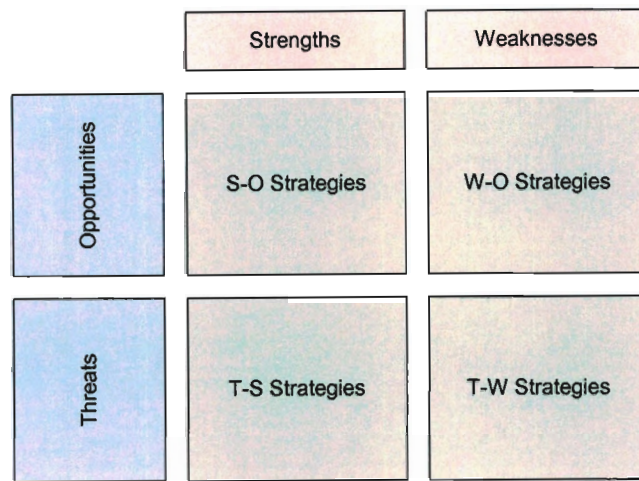 Strengths
Weaknesses
Opportunities
S-O Strategies
W-O Strategies
Threats
T-S Strategies
T-W Strategies